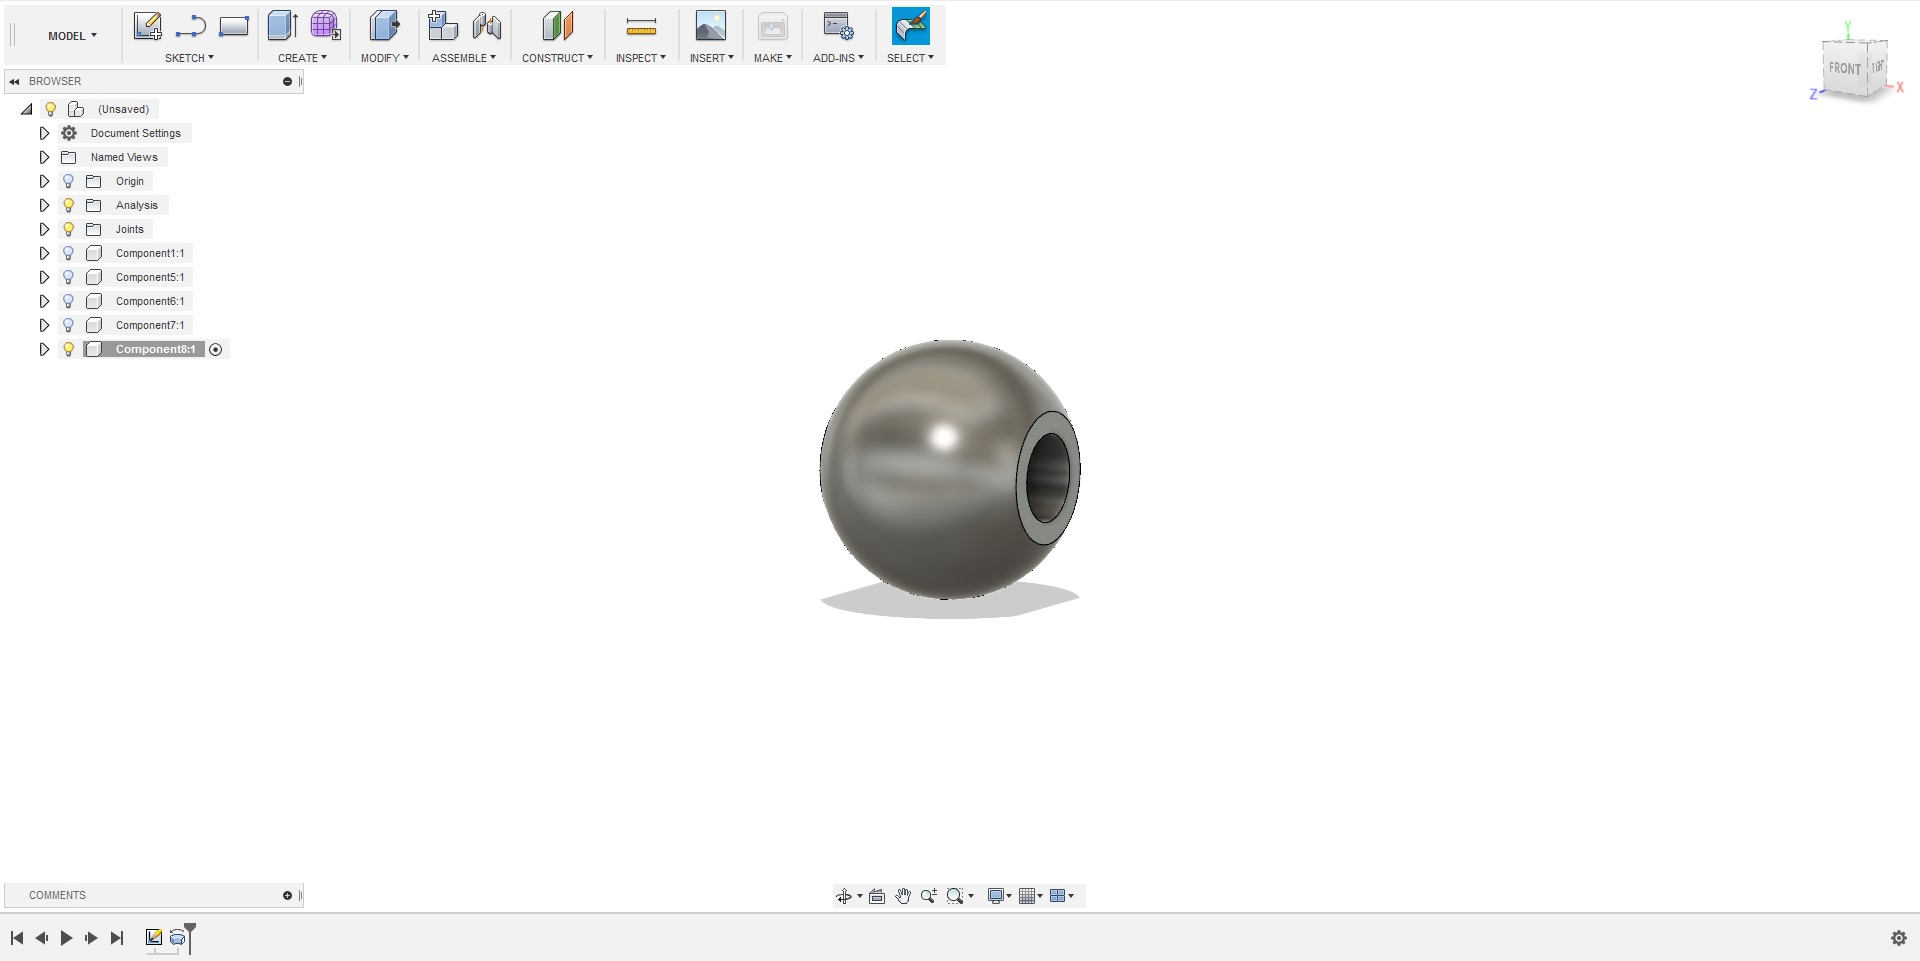 MODEL
SKETCH
CREATE
MODIFY
ASSEMBLE
CONSTRUCT
INSPECT
INSERT
MAKE
ADD-INS
SELECT
BROWSER
(Unsaved)
Document Settings
Named Views
Origin
Analysis
Joints
Component1:1
Component5:1
Component6:1
Component7:1
Component8:1
Y
FRONT
RIGHT
Z
X
COMMENTS